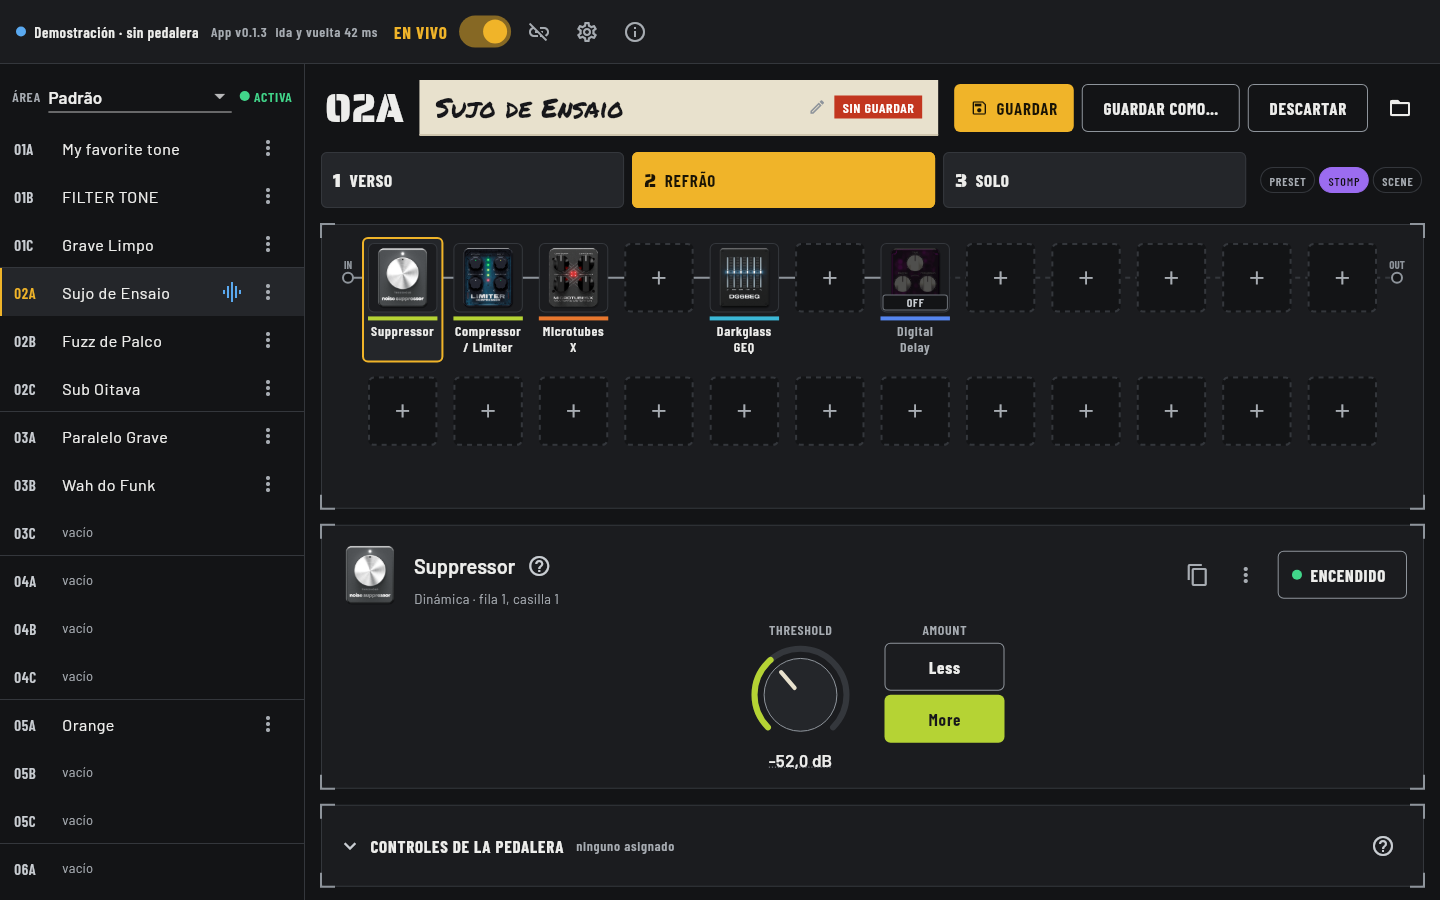 Demostración · sin pedalera App v0.1.3 Ida y vuelta 42 ms EN VIVO
ÁREA Padrão ACTIVA
01A My favorite tone
01B FILTER TONE
01C Grave Limpo
02A Sujo de Ensaio
02B Fuzz de Palco
02C Sub Oitava
03A Paralelo Grave
03B Wah do Funk
03C vacío
04A vacío
04B vacío
04C vacío
05A Orange
05B vacío
05C vacío
06A vacío
02A Sujo de Ensaio SIN GUARDAR GUARDAR GUARDAR COMO... DESCARTAR
1 VERSO 2 REFRÃO 3 SOLO PRESET STOMP SCENE
IN OUT
noise suppressor LIMITER MICROTUBES X DG6BEQ OFF
Suppressor Compressor / Limiter Microtubes X Darkglass GEQ Digital Delay
Suppressor
Dinámica · fila 1, casilla 1
ENCENDIDO
THRESHOLD AMOUNT
Less
More
-52,0 dB
CONTROLES DE LA PEDALERA ninguno asignado